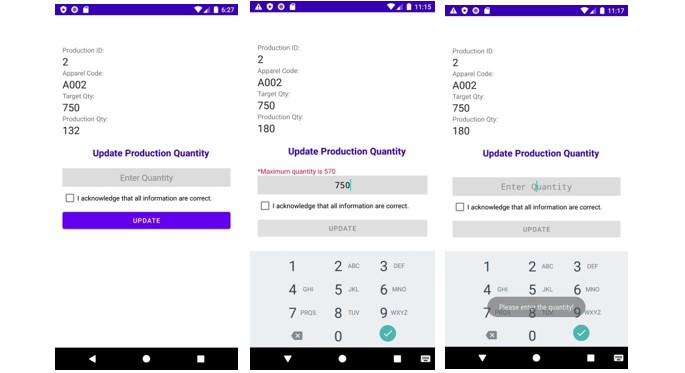 6:27
Production ID:
2
Apparel Code:
A002
Target Qty:
750
Production Qty:
132
Update Production Quantity
Enter Quantity
I acknowledge that all information are correct.
UPDATE
11:15
Production ID:
2
Apparel Code:
A002
Target Qty:
750
Production Qty:
180
Update Production Quantity
*Maximum quantity is 570
750
I acknowledge that all information are correct.
UPDATE
1 2 ABC 3 DEF
4 GHI 5 JKL 6 MNO
7 PRQS 8 TUV 9 WXYZ
0
11:17
Production ID:
2
Apparel Code:
A002
Target Qty:
750
Production Qty:
180
Update Production Quantity
Enter Quantity
I acknowledge that all information are correct.
UPDATE
1 2 ABC 3 DEF
4 GHI 5 JKL 6 MNO
Please enter the quantity!
7 PRQS 8 TUV 9 WXYZ
0